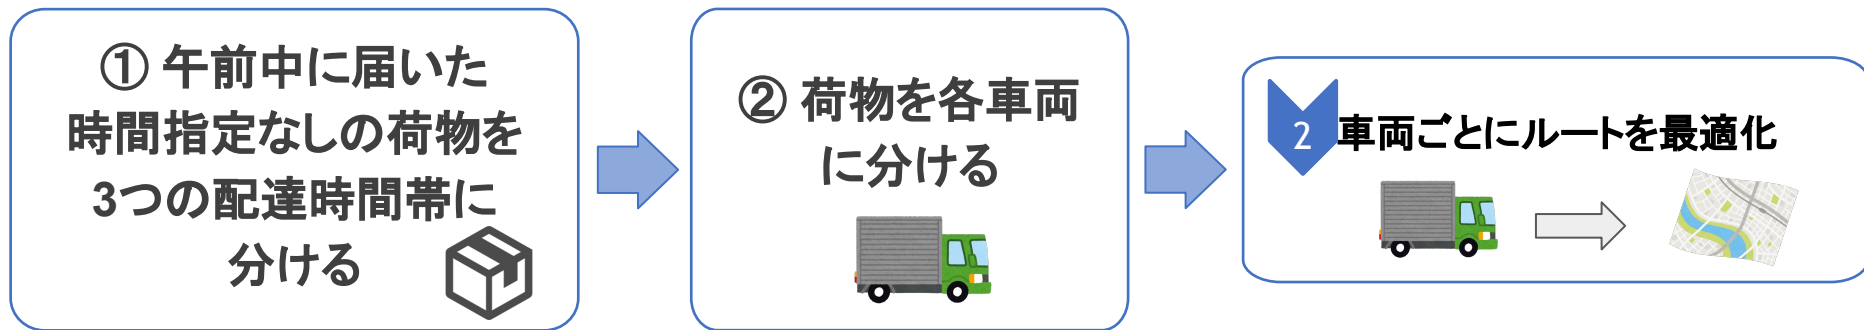 ① 午前中に届いた
時間指定なしの荷物を
3つの配達時間帯に
分ける
② 荷物を各車両
に分ける
2 車両ごとにルートを最適化